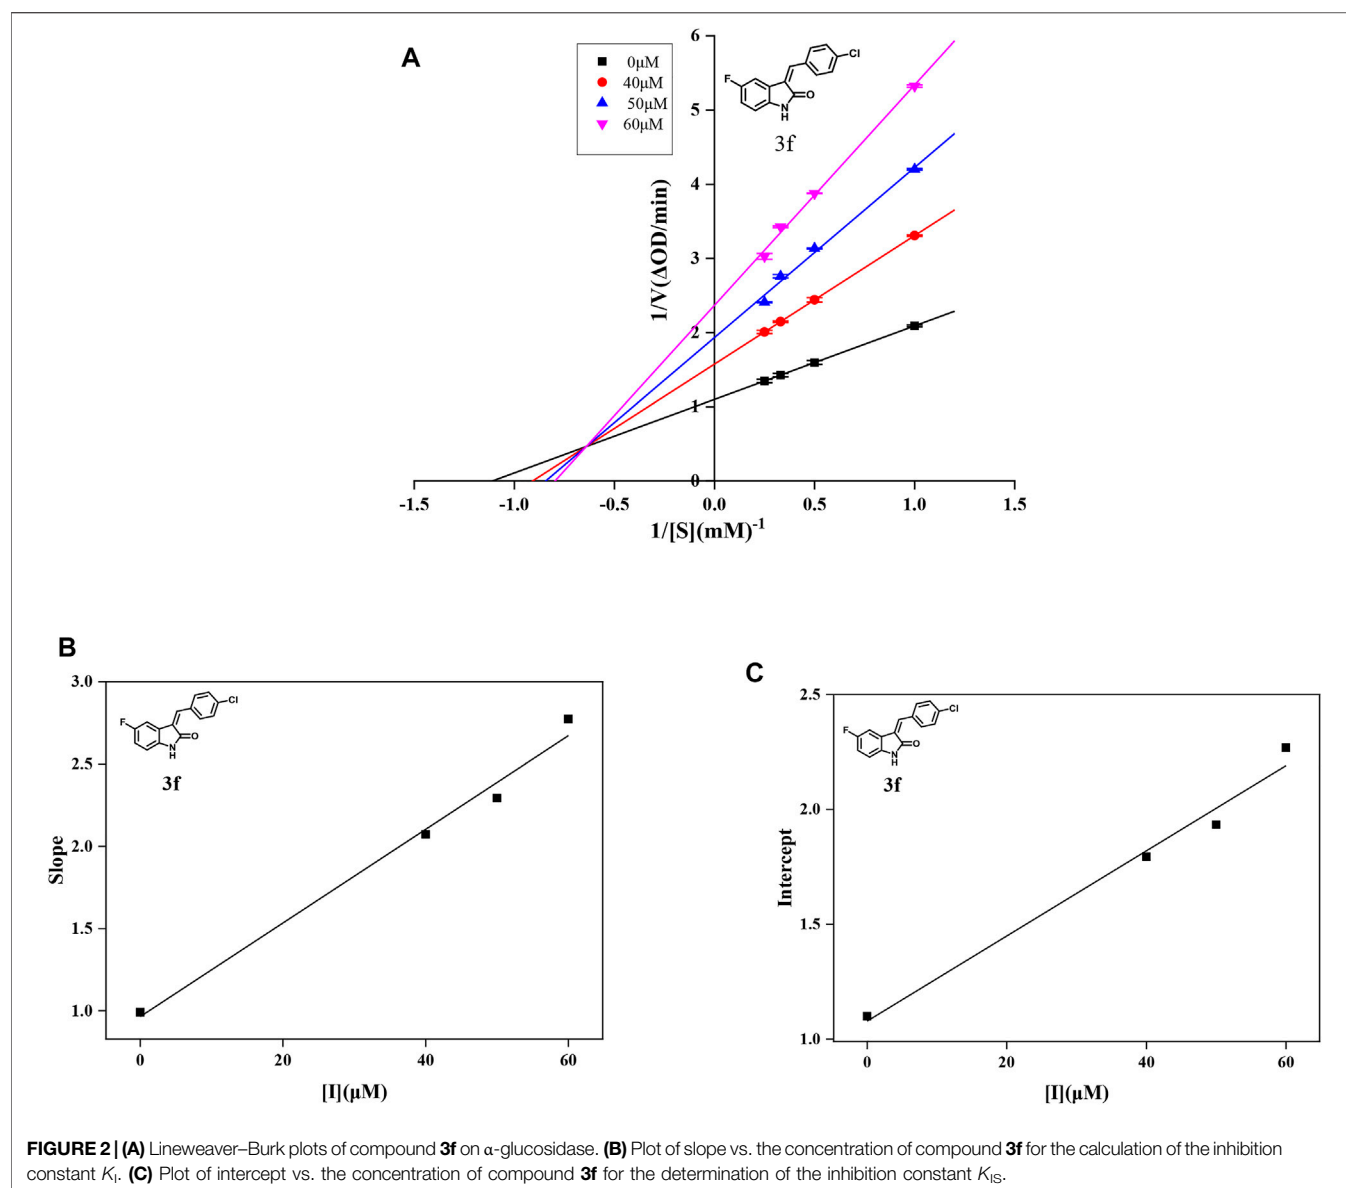 A
0μM
40μM
50μM
60μM
F
Cl
O
N
H
3f
1/V(ΔOD/min)
6
5
4
3
2
1
0
-1.5
-1.0
-0.5
0.0
0.5
1.0
1.5
1/[S](mM)-1
B
Slope
3.0
2.5
2.0
1.5
1.0
F
Cl
O
N
H
3f
0
20
40
60
[I](μM)
C
Intercept
2.5
2.0
1.5
1.0
F
Cl
O
N
H
3f
0
20
40
60
[I](μM)
FIGURE 2 | (A) Lineweaver–Burk plots of compound 3f on α-glucosidase. (B) Plot of slope vs. the concentration of compound 3f for the calculation of the inhibition
constant KI. (C) Plot of intercept vs. the concentration of compound 3f for the determination of the inhibition constant KIS.